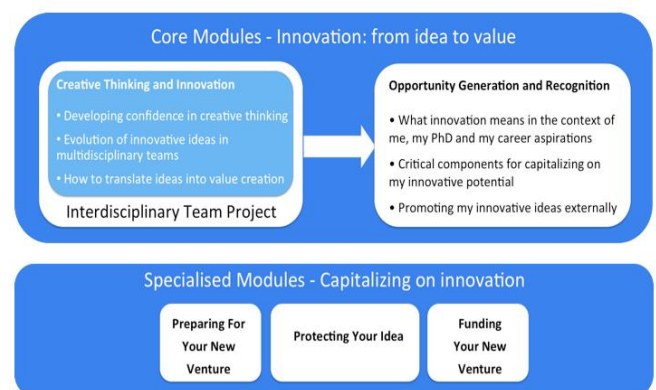 Core Modules - Innovation: from idea to value
Creative Thinking and Innovation
• Developing confidence in creative thinking
• Evolution of innovative ideas in
multidisciplinary teams
• How to translate ideas into value creation
Interdisciplinary Team Project
Opportunity Generation and Recognition
• What innovation means in the context of
me, my PhD and my career aspirations
• Critical components for capitalizing on
my innovative potential
• Promoting my innovative ideas externally
Specialised Modules - Capitalizing on innovation
Preparing For
Your New
Venture
Protecting Your Idea
Funding
Your New
Venture